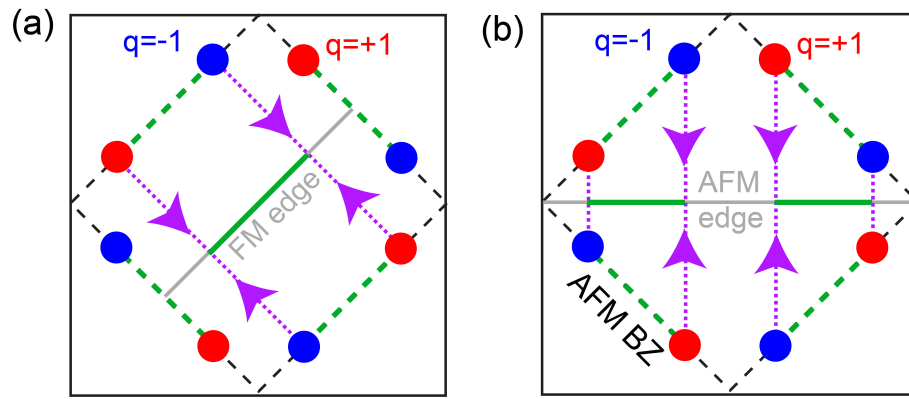 (a)
q=-1
q=+1
FM edge
(b)
q=-1
q=+1
AFM
edge
AFM BZ